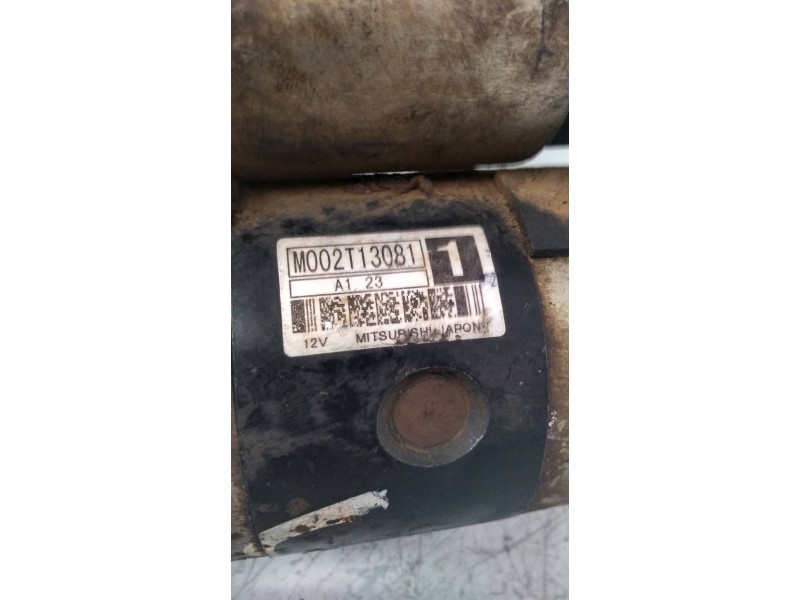 M002T13081 1
A1 23
12V MITSUBISHI JAPON